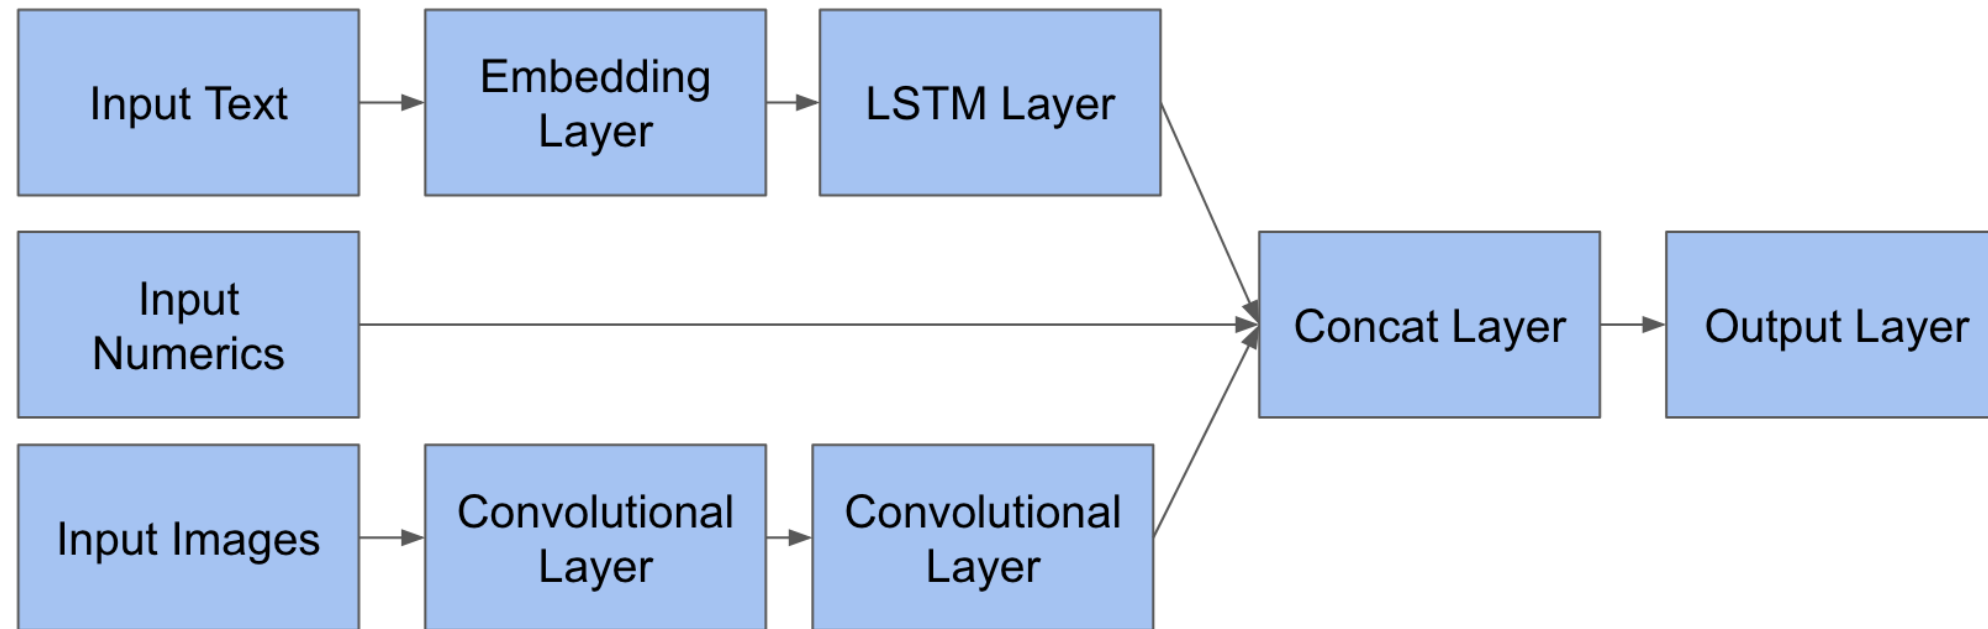 Input Text
Embedding
Layer
LSTM Layer
Input
Numerics
Concat Layer
Output Layer
Input Images
Convolutional
Layer
Convolutional
Layer